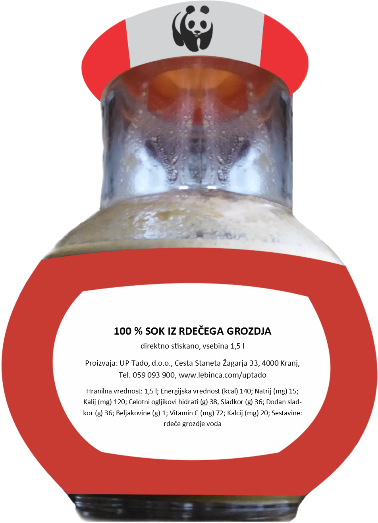 100 % SOK IZ RDEČEGA GROZDJA
direktno stiskano, vsebina 1,5 l
Proizvaja: UP Tudo, d.o.o., Cesta Staneta Žagarja 33, 4000 Kranj,
Tel. 059 093 900, www.lebinca.com/uptado
Hranilna vrednost: 1,5 l; Energijska vrednost (kcal) 140; Natrij (mg) 15;
Kalij (mg) 120; Celotni ogljikovi hidrati (g) 38, Sladkor (g) 36; Dodan slad-
kor (g) 36; Beljakovine (g) 1; Vitamin C (mg) 72; Kalcij (mg) 20; Sestavine:
rdeče grozdje voda